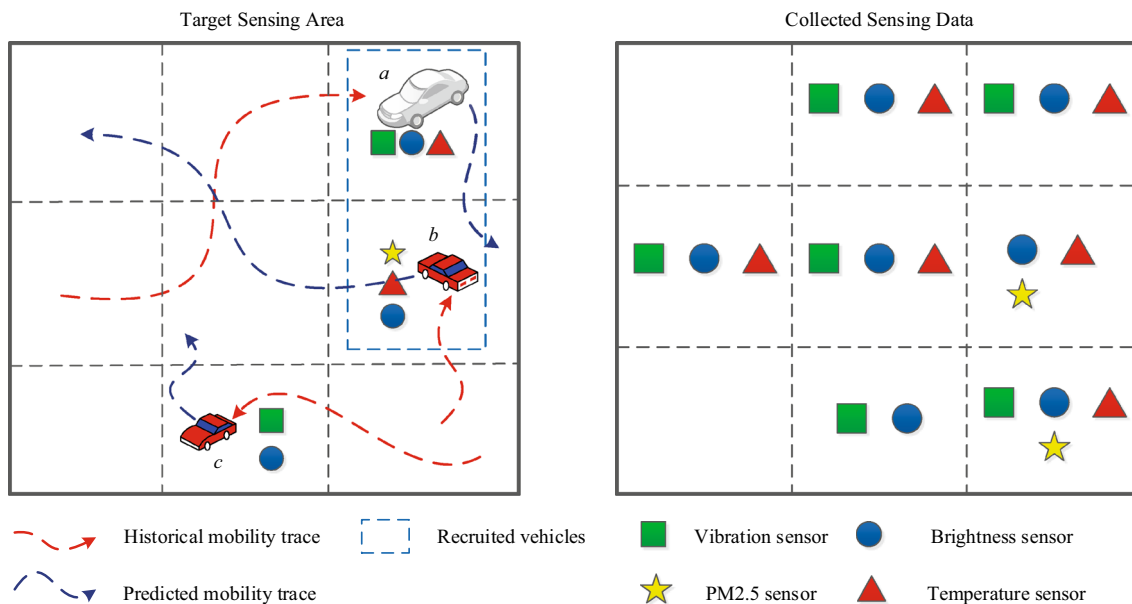 Target Sensing Area
Collected Sensing Data
a
b
c
Historical mobility trace
Recruited vehicles
Vibration sensor
Brightness sensor
Predicted mobility trace
PM2.5 sensor
Temperature sensor